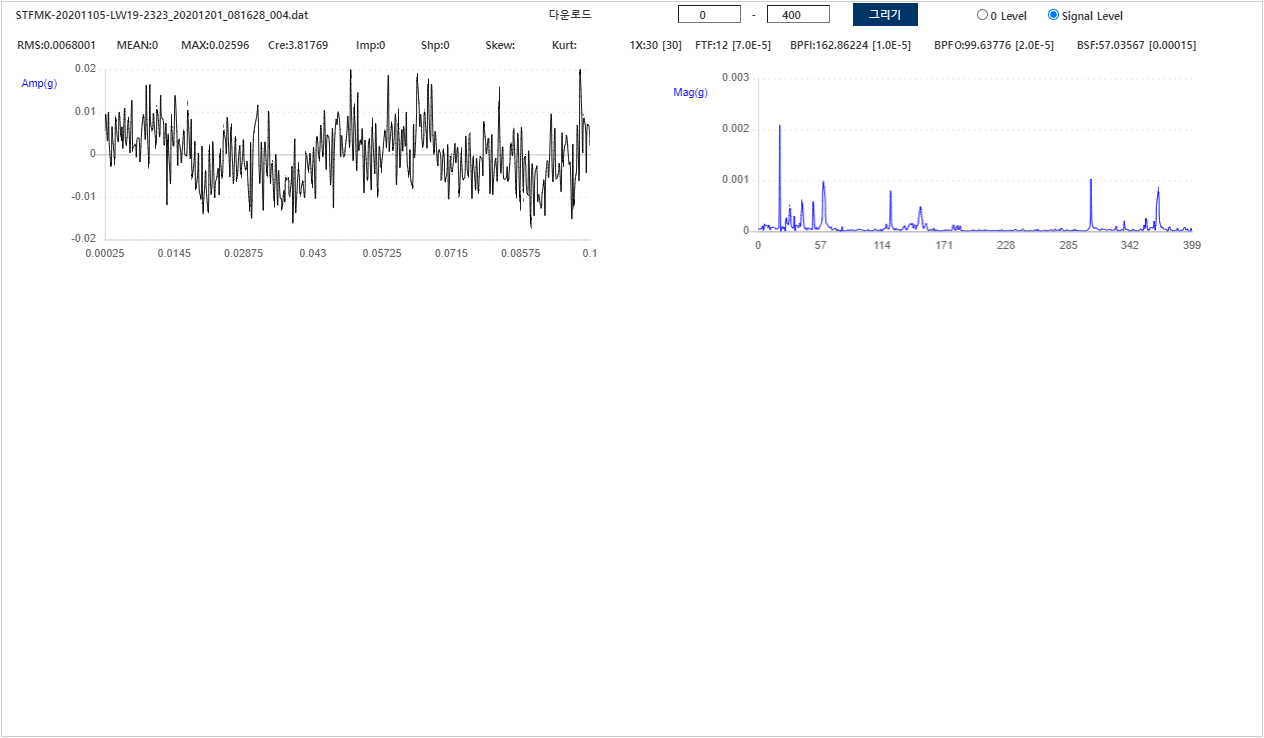 STFMK-20201105-LW19-2323_20201201_081628_004.dat 다운로드 0 - 400 그리기 0 Level Signal Level
RMS:0.0068001 MEAN:0 MAX:0.02596 Cre:3.81769 Imp:0 Shp:0 Skew: Kurt: 1X:30 [30] FTF:12 [7.0E-5] BPFI:162.86224 [1.0E-5] BPFO:99.63776 [2.0E-5] BSF:57.03567 [0.00015]
Amp(g)
0.02
0.01
0
-0.01
-0.02
0.00025 0.0145 0.02875 0.043 0.05725 0.0715 0.08575 0.1
Mag(g)
0.003
0.002
0.001
0
0 57 114 171 228 285 342 399